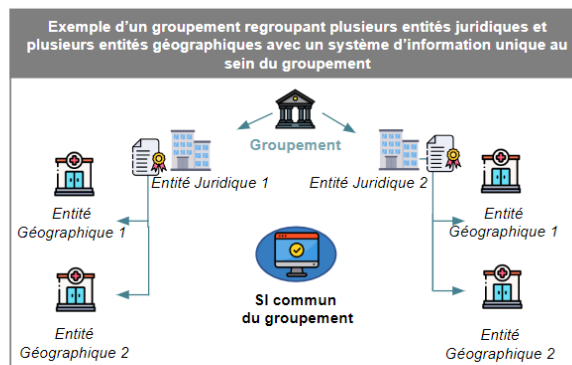 Exemple d'un groupement regroupant plusieurs entités juridiques et
plusieurs entités géographiques avec un système d'information unique au
sein du groupement
Groupement
Entité Juridique 1
Entité Juridique 2
Entité
Géographique 1
Entité
Géographique 1
SI commun
du groupement
Entité
Géographique 2
Entité
Géographique 2